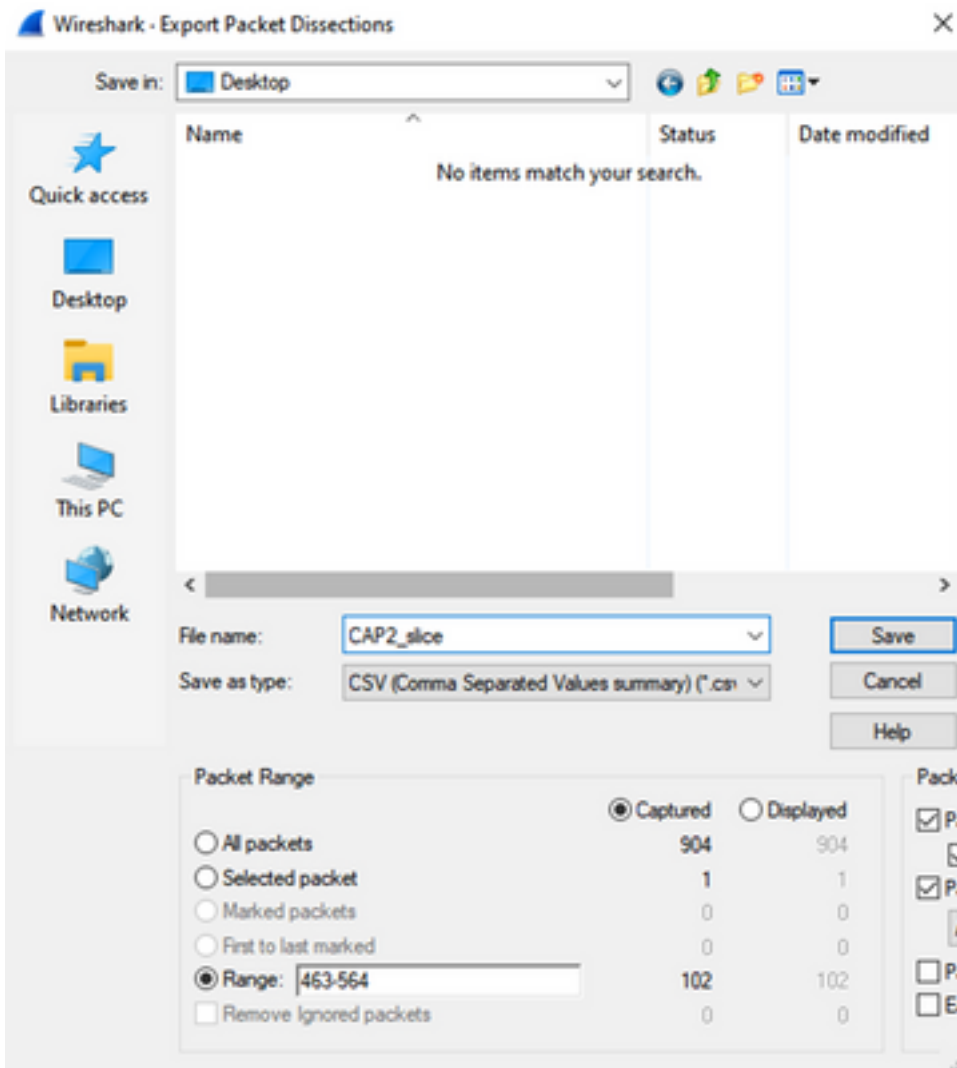 Wireshark - Export Packet Dissections
Save in: Desktop
Name Status Date modified
No items match your search.
Quick access
Desktop
Libraries
This PC
Network
File name: CAP2_slice Save
Save as type: CSV (Comma Separated Values summary) (*.csv Cancel
Help
Packet Range Pack
Captured Displayed
All packets 904 904
Selected packet 1 1
Marked packets 0 0
First to last marked 0 0
Range: 463-564 102 102
Remove Ignored packets 0 0